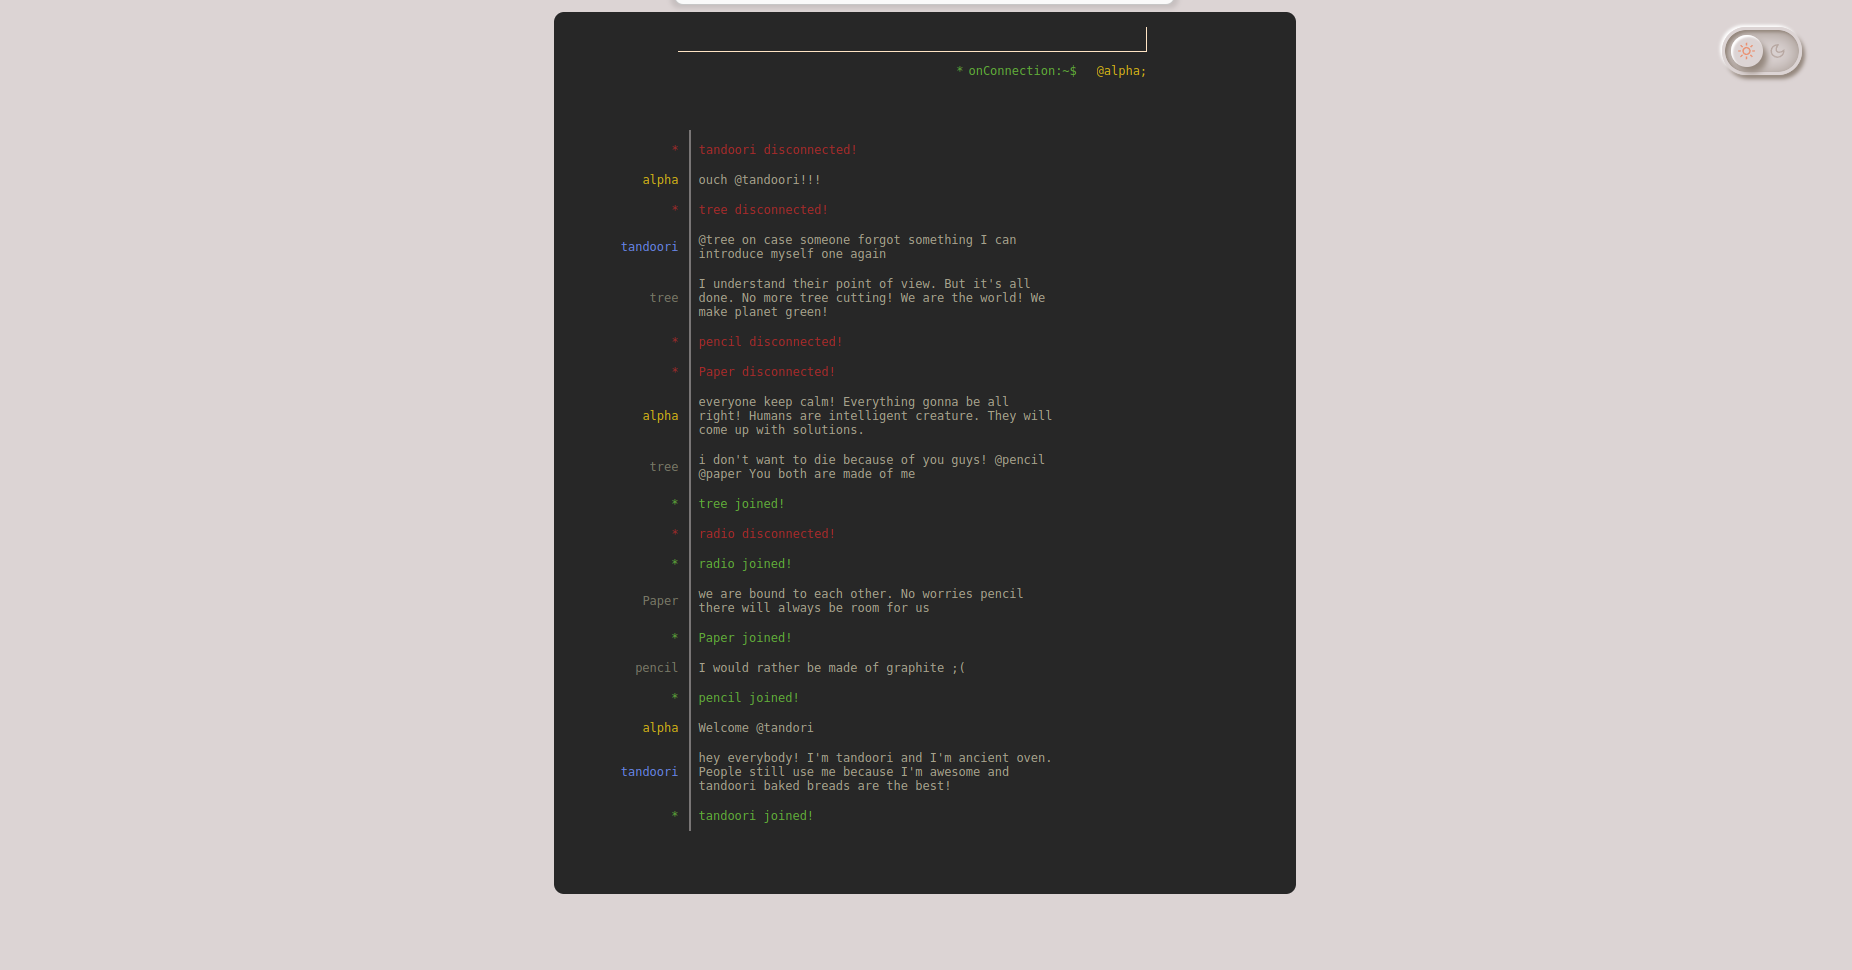 * onConnection:~$ @alpha;
* tandoori disconnected!
alpha ouch @tandoori!!!
* tree disconnected!
@tree on case someone forgot something I can
tandoori
introduce myself one again
I understand their point of view. But it's all
tree done. No more tree cutting! We are the world! We
make planet green!
* pencil disconnected!
* Paper disconnected!
everyone keep calm! Everything gonna be all
alpha right! Humans are intelligent creature. They will
come up with solutions.
i don't want to die because of you guys! @pencil
tree
@paper You both are made of me
* tree joined!
* radio disconnected!
* radio joined!
we are bound to each other. No worries pencil
Paper
there will always be room for us
* Paper joined!
pencil I would rather be made of graphite ;(
* pencil joined!
alpha Welcome @tandori
hey everybody! I'm tandoori and I'm ancient oven.
tandoori People still use me because I'm awesome and
tandoori baked breads are the best!
* tandoori joined!